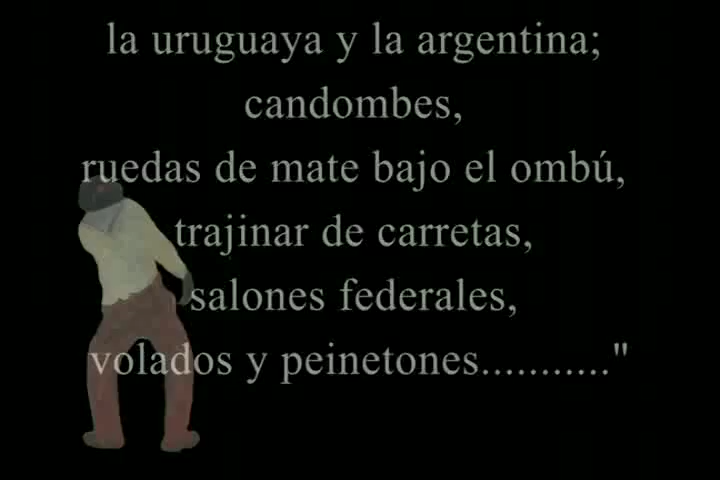 la uruguaya y la argentina;
candombes,
ruedas de mate bajo el ombú,
trajinar de carretas,
salones federales,
volados y peinetones..........."